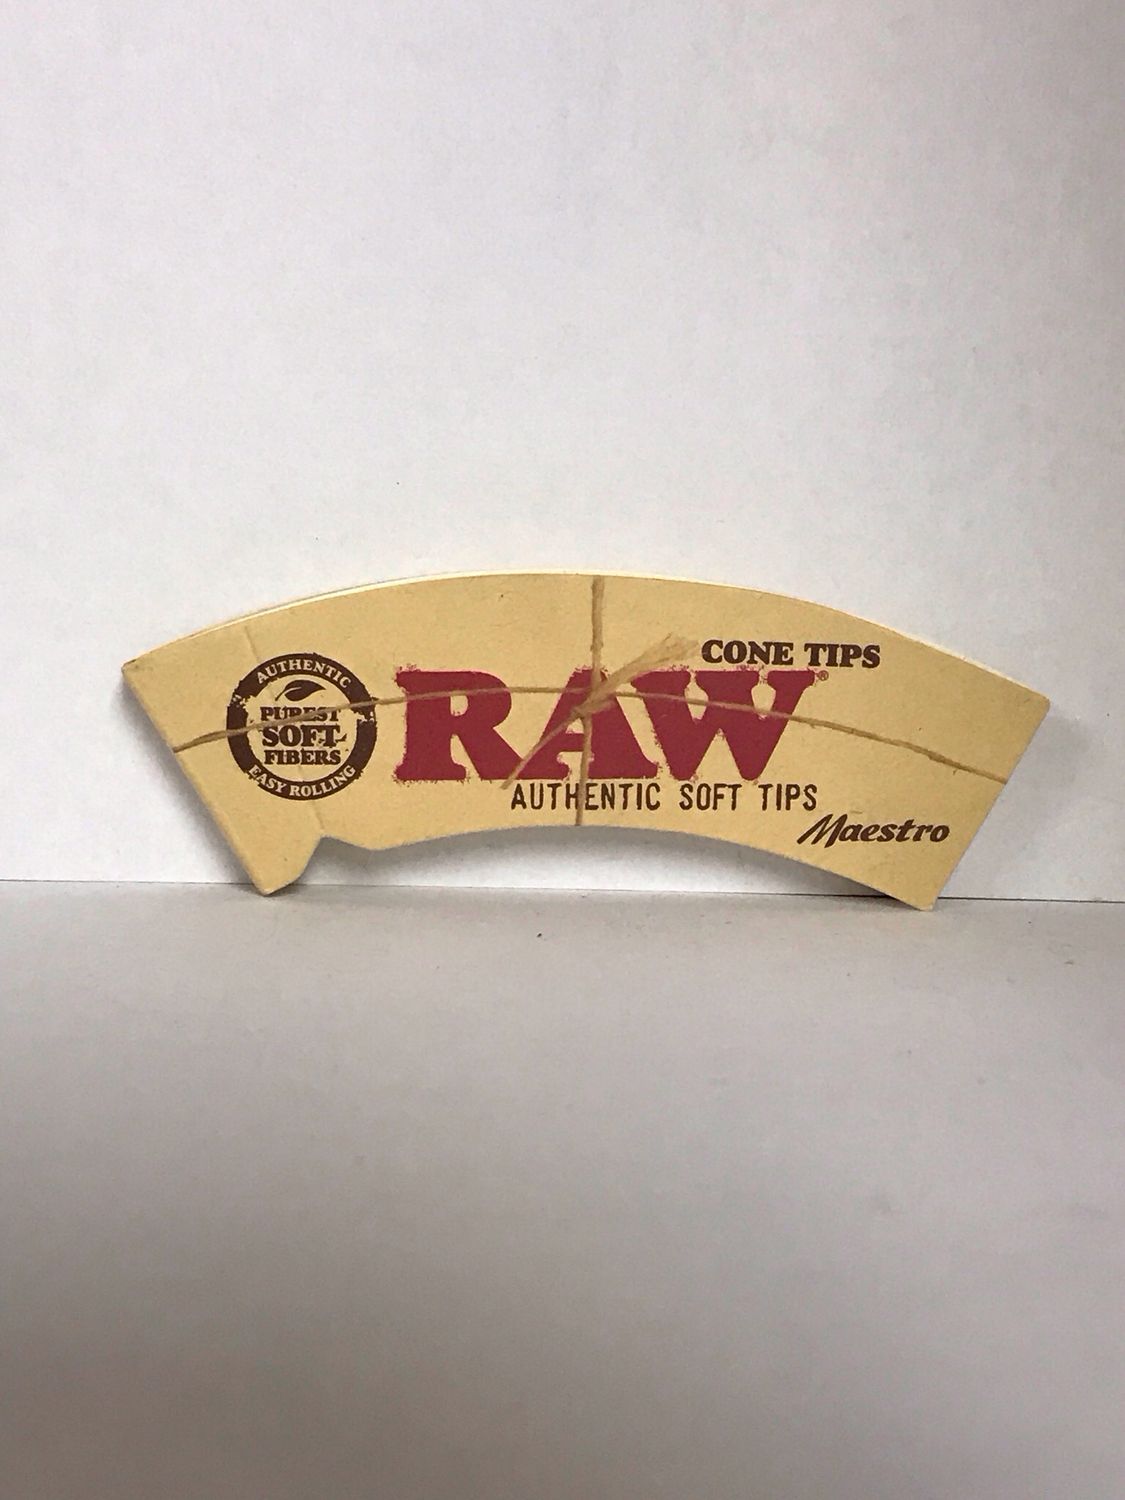 AUTHENTIC
PUREST
SOFT
FIBERS
EASY ROLLING
CONE TIPS
RAW®
AUTHENTIC SOFT TIPS
Maestro